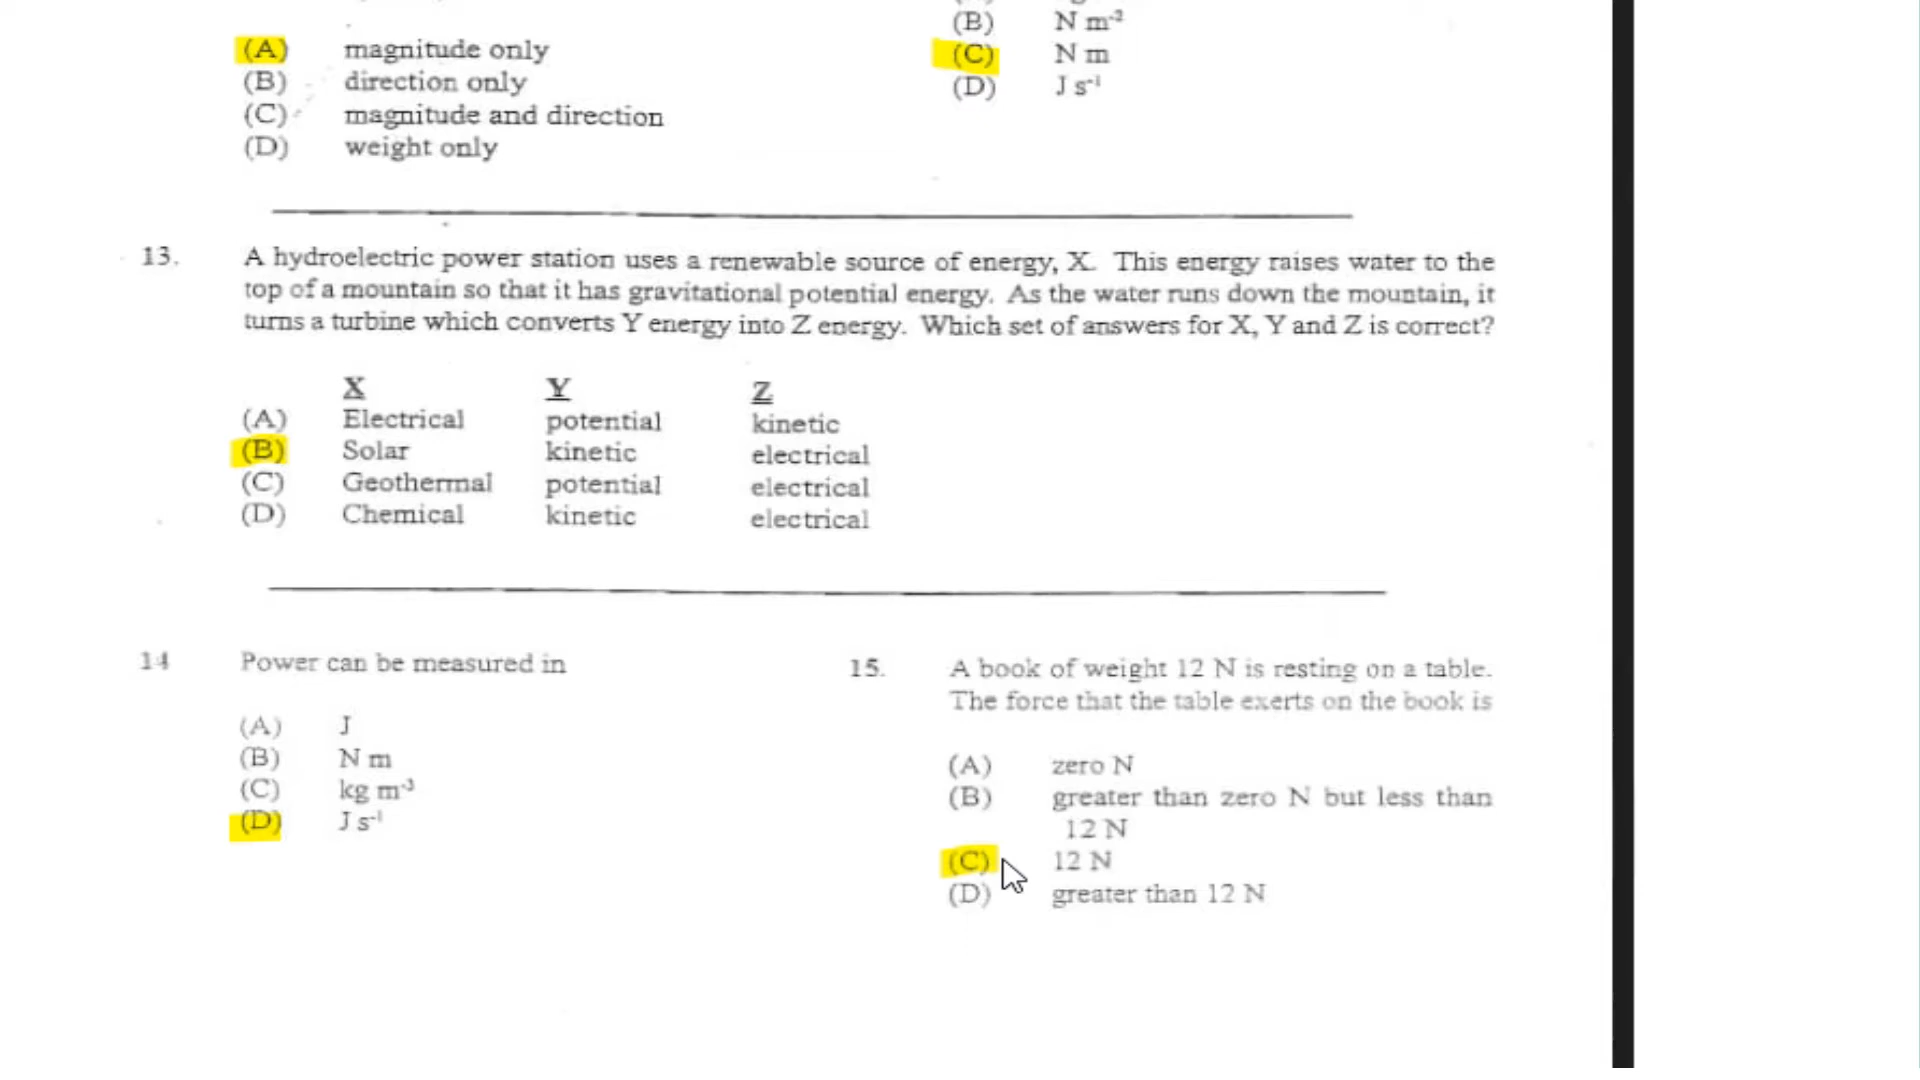 (A) magnitude only
(B) direction only
(C) magnitude and direction
(D) weight only
(B) N m⁻²
(C) N m
(D) J s⁻¹
13. A hydroelectric power station uses a renewable source of energy, X. This energy raises water to the
top of a mountain so that it has gravitational potential energy. As the water runs down the mountain, it
turns a turbine which converts Y energy into Z energy. Which set of answers for X, Y and Z is correct?
X Y Z
(A) Electrical potential kinetic
(B) Solar kinetic electrical
(C) Geothermal potential electrical
(D) Chemical kinetic electrical
14 Power can be measured in
(A) J
(B) N m
(C) kg m⁻³
(D) J s⁻¹
15. A book of weight 12 N is resting on a table.
The force that the table exerts on the book is
(A) zero N
(B) greater than zero N but less than
12 N
(C) 12 N
(D) greater than 12 N